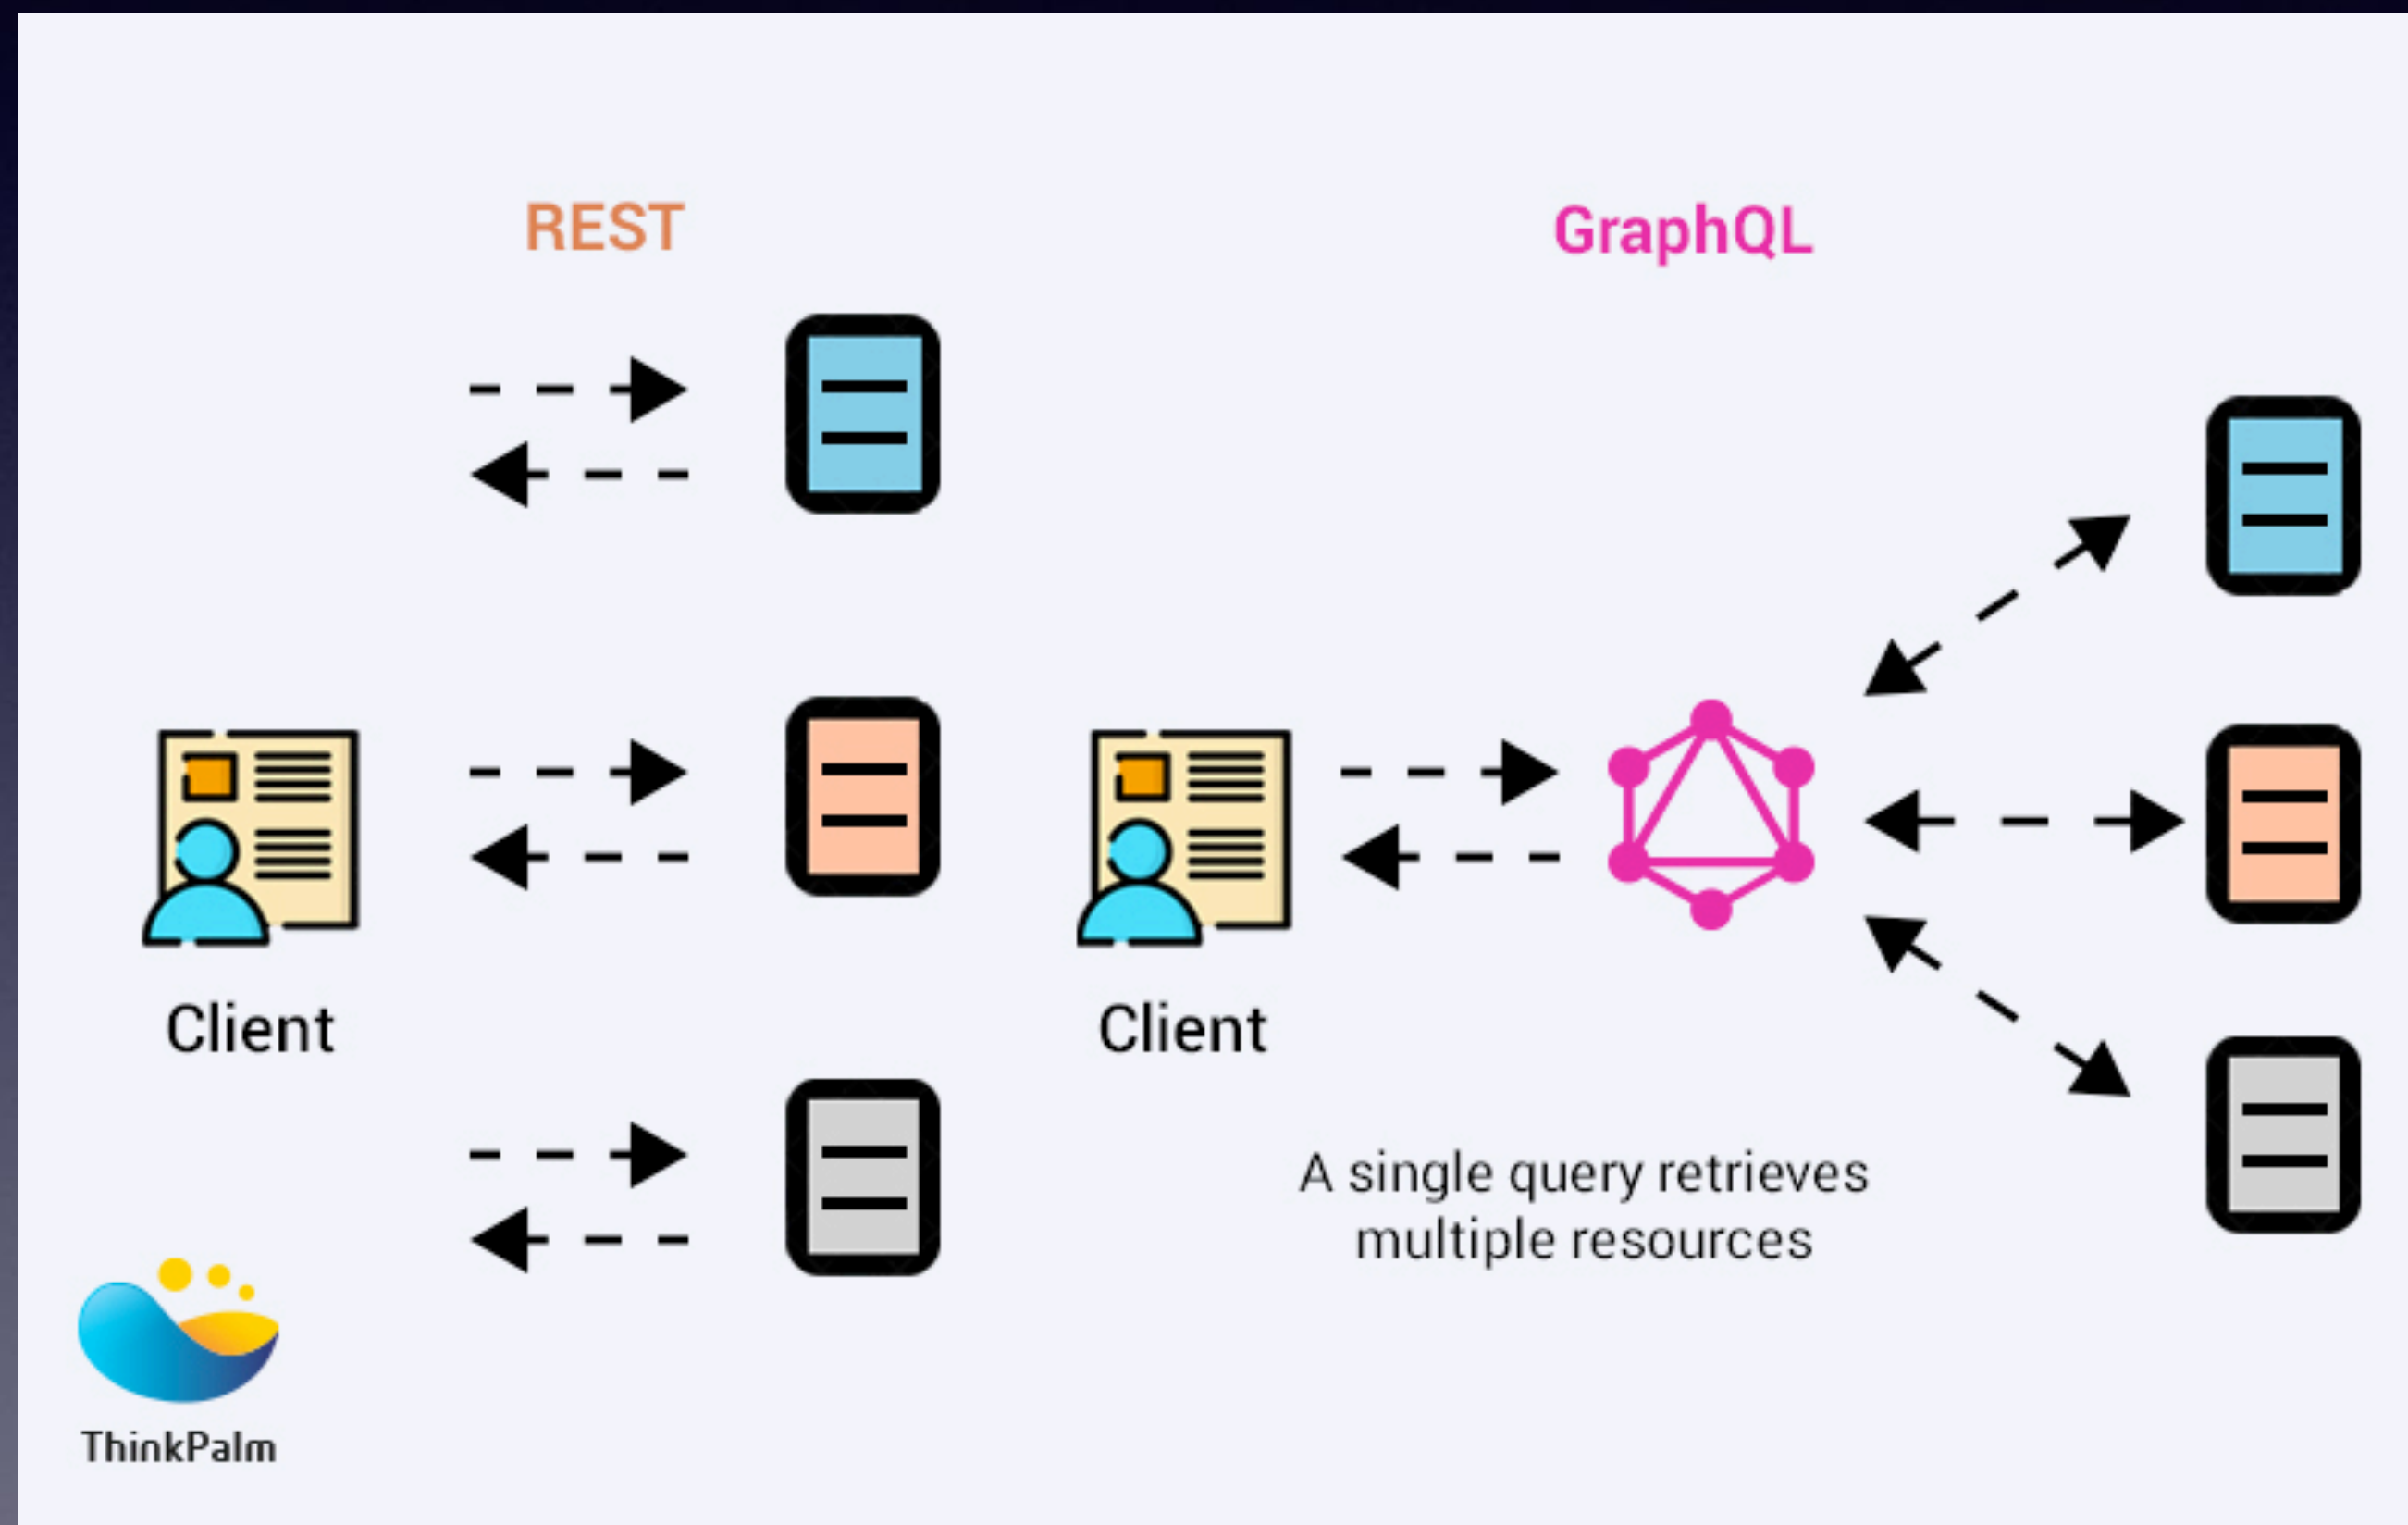 REST
GraphQL
Client
Client
A single query retrieves
multiple resources
ThinkPalm